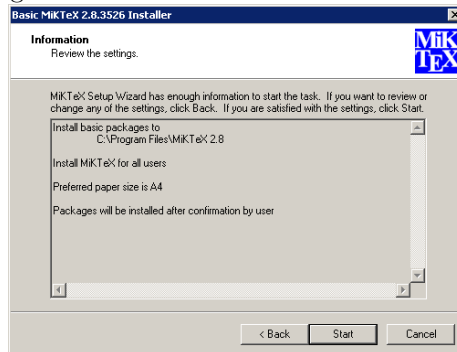 Basic MiKTeX 2.8.3526 Installer
Information
Review the settings.
MiK
TEX
MiKTeX Setup Wizard has enough information to start the task. If you want to review or
change any of the settings, click Back. If you are satisfied with the settings, click Start.
Install basic packages to
C:\Program Files\MiKTeX 2.8
Install MiKTeX for all users
Preferred paper size is A4
Packages will be installed after confirmation by user
< Back
Start
Cancel